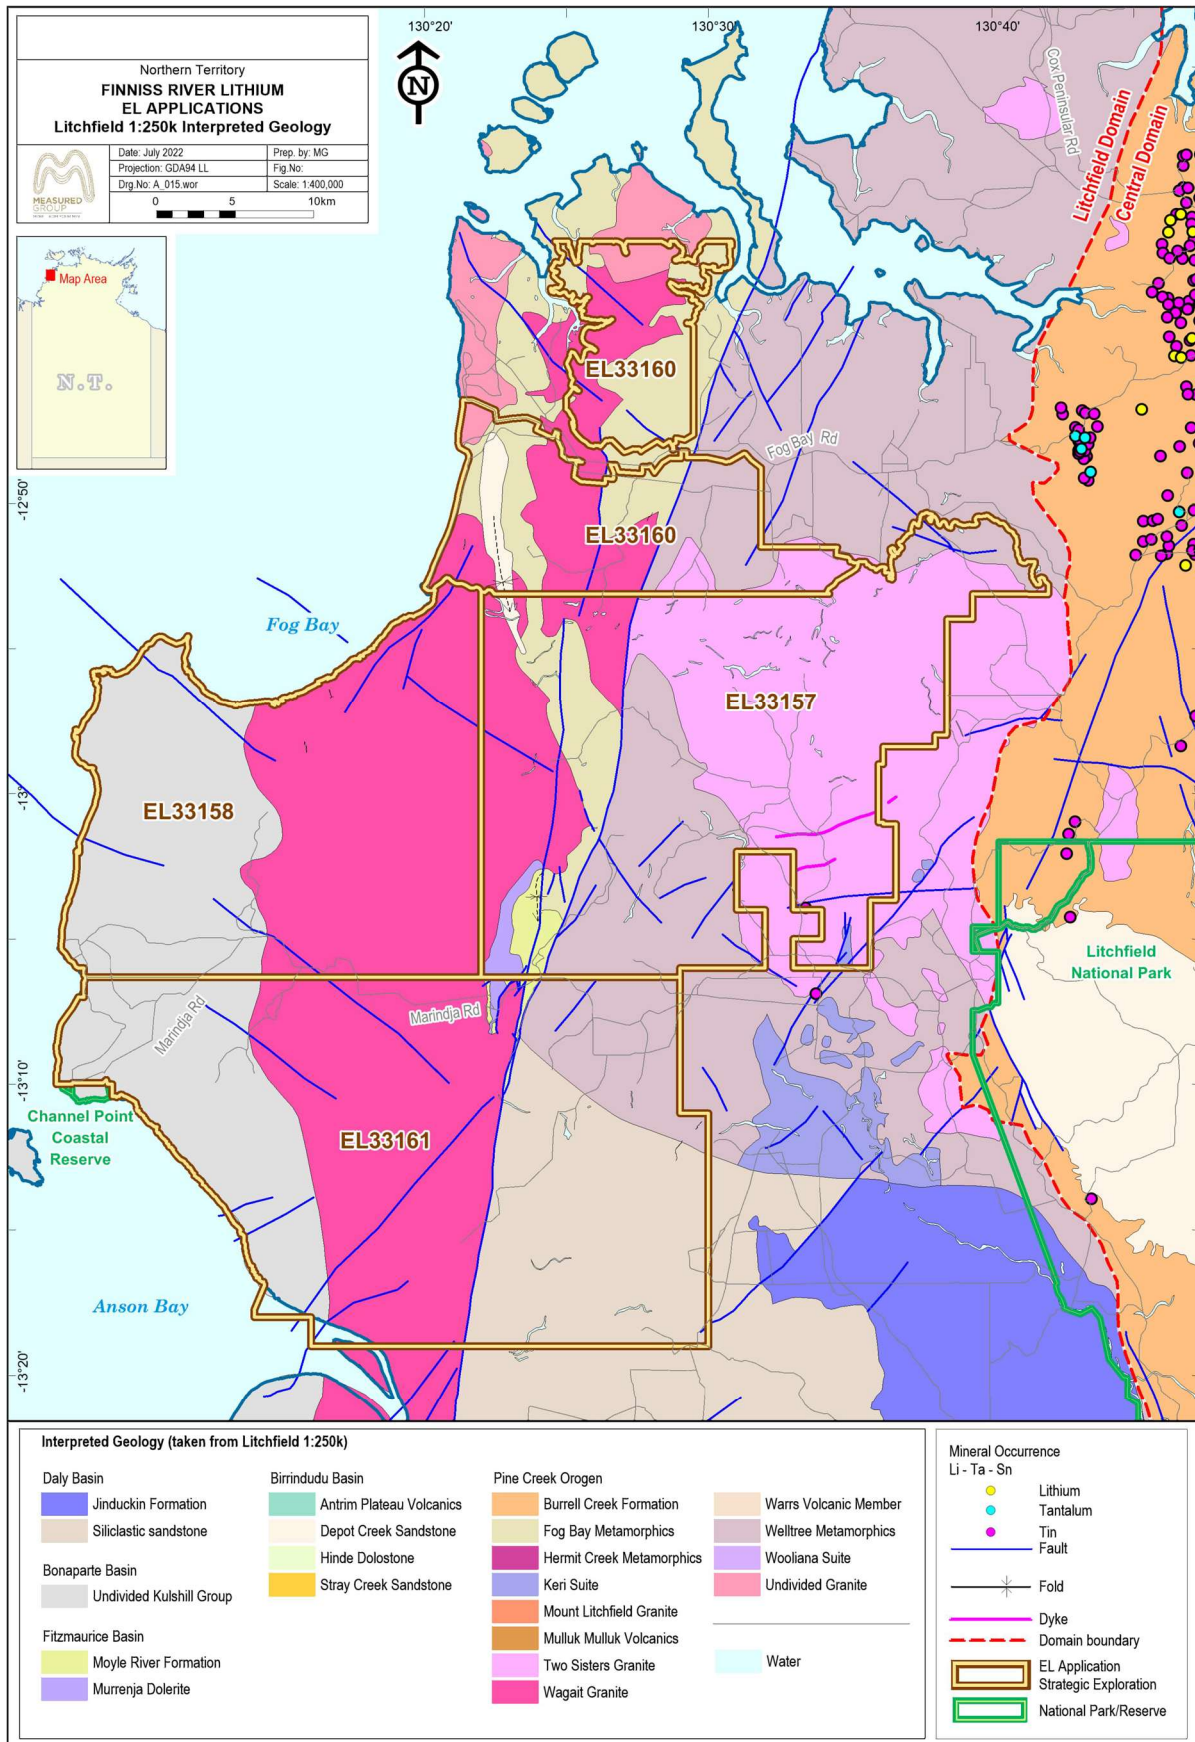 Northern Territory
FINNISS RIVER LITHIUM
EL APPLICATIONS
Litchfield 1:250k Interpreted Geology
MEASURED
GROUP
Date: July 2022
Prep. by: MG
Projection: GDA94 LL
Fig.No:
Drg.No: A_015.wor
Scale: 1:400,000
0 5 10km
Map Area
N.T.
N
130°20'
130°30'
130°40'
-12°50'
-13°10'
-13°20'
Cox Peninsular Rd
Litchfield Domain
Central Domain
EL33160
Fog Bay Rd
EL33160
Fog Bay
EL33157
EL33158
Litchfield
National Park
Marindja Rd
Marindja Rd
Channel Point
Coastal
Reserve
EL33161
Anson Bay
Interpreted Geology (taken from Litchfield 1:250k)
Daly Basin
Jinduckin Formation
Siliclastic sandstone
Bonaparte Basin
Undivided Kulshill Group
Fitzmaurice Basin
Moyle River Formation
Murrenja Dolerite
Birrindudu Basin
Antrim Plateau Volcanics
Depot Creek Sandstone
Hinde Dolostone
Stray Creek Sandstone
Pine Creek Orogen
Burrell Creek Formation
Fog Bay Metamorphics
Hermit Creek Metamorphics
Keri Suite
Mount Litchfield Granite
Mulluk Mulluk Volcanics
Two Sisters Granite
Wagait Granite
Warrs Volcanic Member
Welltree Metamorphics
Wooliana Suite
Undivided Granite
Water
Mineral Occurrence
Li - Ta - Sn
Lithium
Tantalum
Tin
Fault
Fold
Dyke
Domain boundary
EL Application
Strategic Exploration
National Park/Reserve